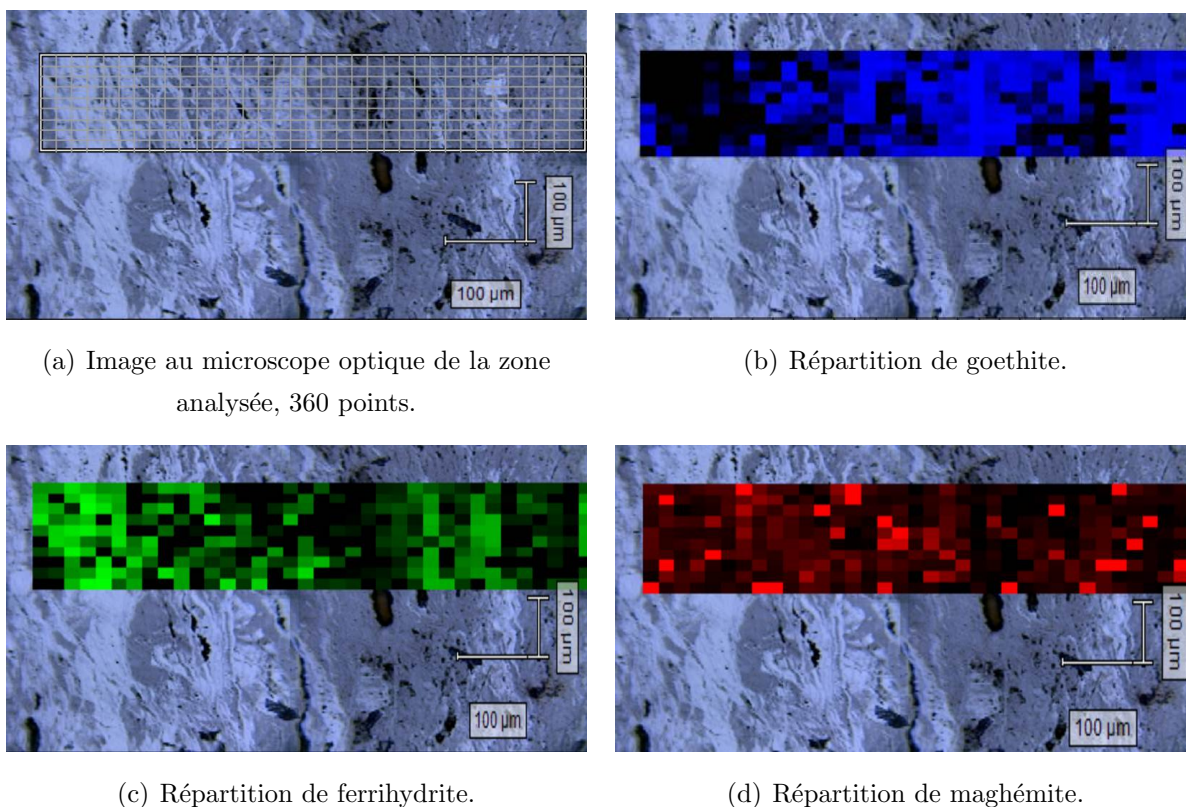 100 µm
100 µm
100 µm
100 µm
(a) Image au microscope optique de la zone
analysée, 360 points.
(b) Répartition de goethite.
100 µm
100 µm
100 µm
100 µm
(c) Répartition de ferrihydrite.
(d) Répartition de maghémite.